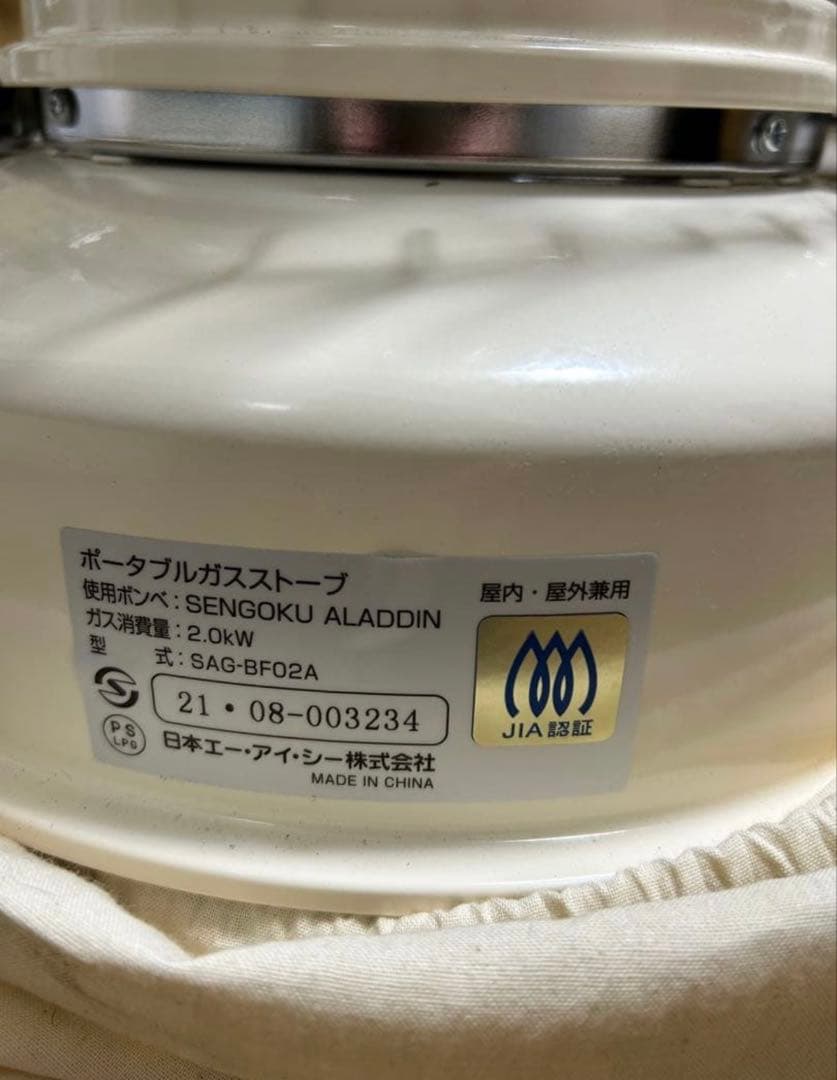 ポータブルガスストーブ
使用ボンベ：SENGOKU ALADDIN
ガス消費量：2.0kW
型 式：SAG-BF02A
21・08-003234
PS
LPG
日本エー・アイ・シー株式会社
MADE IN CHINA
屋内・屋外兼用
JIA認証